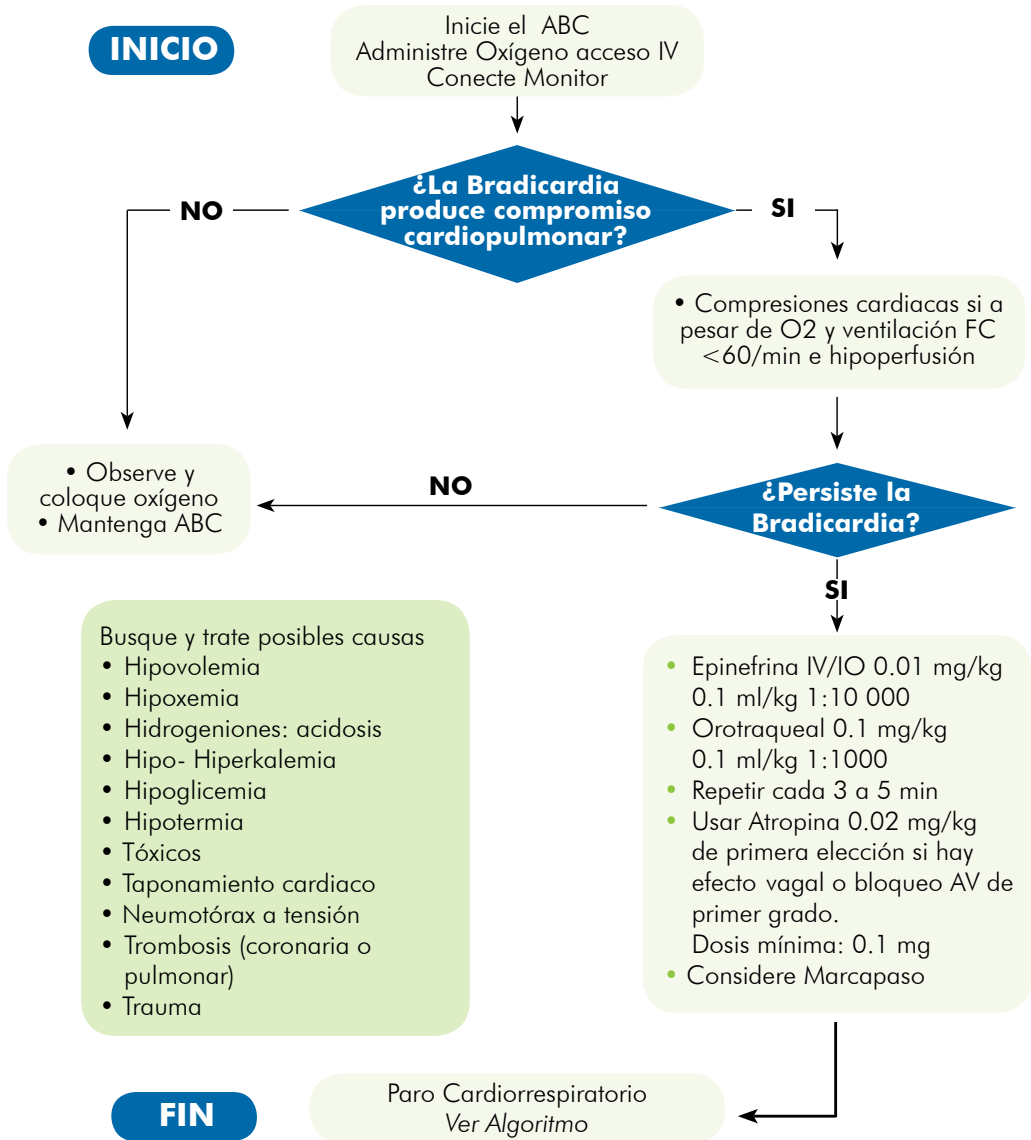 INICIO
Inicie el ABC
Administre Oxígeno acceso IV
Conecte Monitor
¿La Bradicardia
produce compromiso
cardiopulmonar?
NO
SI
• Compresiones cardiacas si a
pesar de O2 y ventilación FC
<60/min e hipoperfusión
• Observe y
coloque oxígeno
• Mantenga ABC
NO
¿Persiste la
Bradicardia?
SI
Busque y trate posibles causas
• Hipovolemia
• Hipoxemia
• Hidrogeniones: acidosis
• Hipo- Hiperkalemia
• Hipoglicemia
• Hipotermia
• Tóxicos
• Taponamiento cardiaco
• Neumotórax a tensión
• Trombosis (coronaria o
pulmonar)
• Trauma
• Epinefrina IV/IO 0.01 mg/kg
0.1 ml/kg 1:10 000
• Orotraqueal 0.1 mg/kg
0.1 ml/kg 1:1000
• Repetir cada 3 a 5 min
• Usar Atropina 0.02 mg/kg
de primera elección si hay
efecto vagal o bloqueo AV de
primer grado.
Dosis mínima: 0.1 mg
• Considere Marcapaso
FIN
Paro Cardiorrespiratorio
Ver Algoritmo